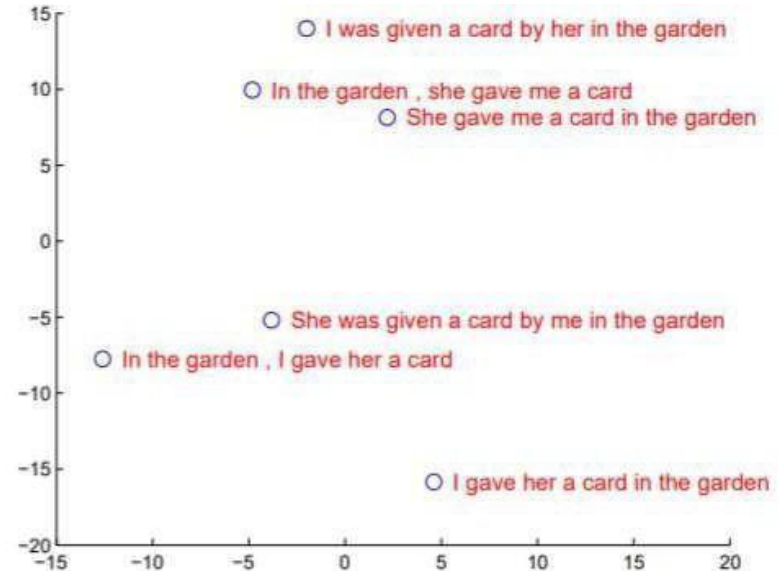 15
I was given a card by her in the garden
10
In the garden , she gave me a card
She gave me a card in the garden
5
0
−5
She was given a card by me in the garden
In the garden , I gave her a card
−10
−15
I gave her a card in the garden
−20
−15 −10 −5 0 5 10 15 20